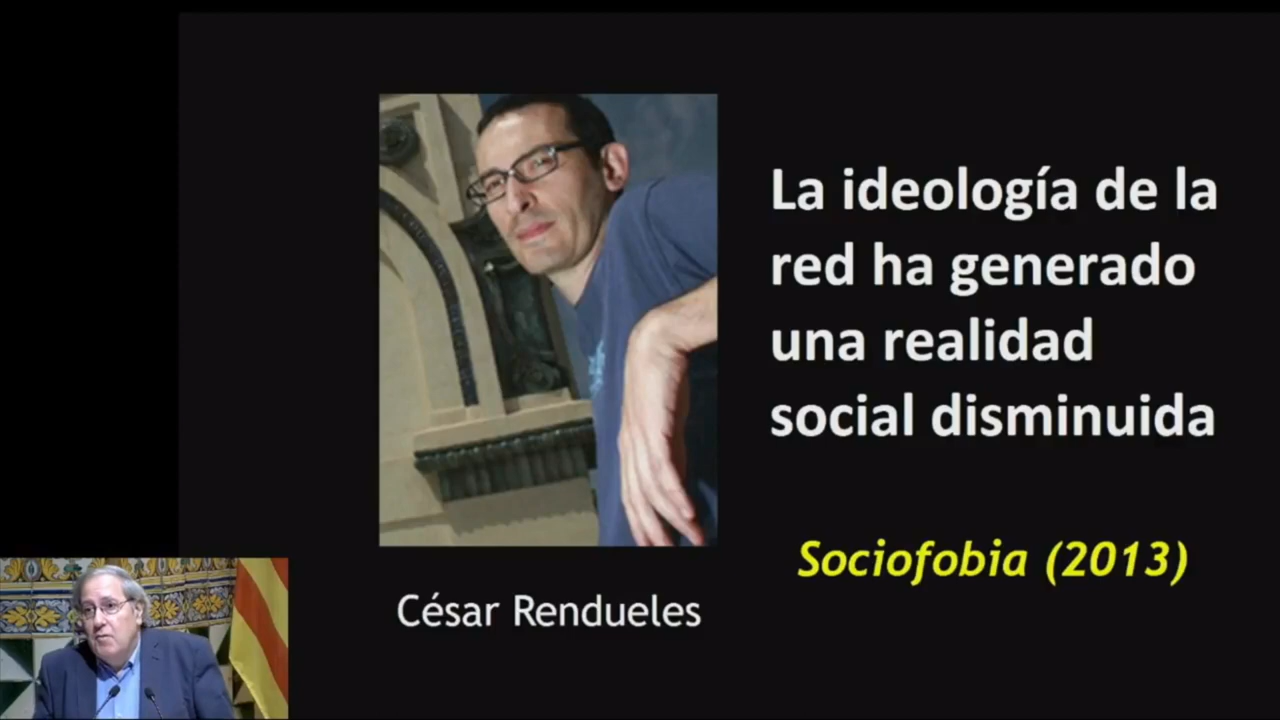 La ideología de la
red ha generado
una realidad
social disminuida
Sociofobia (2013)
César Rendueles